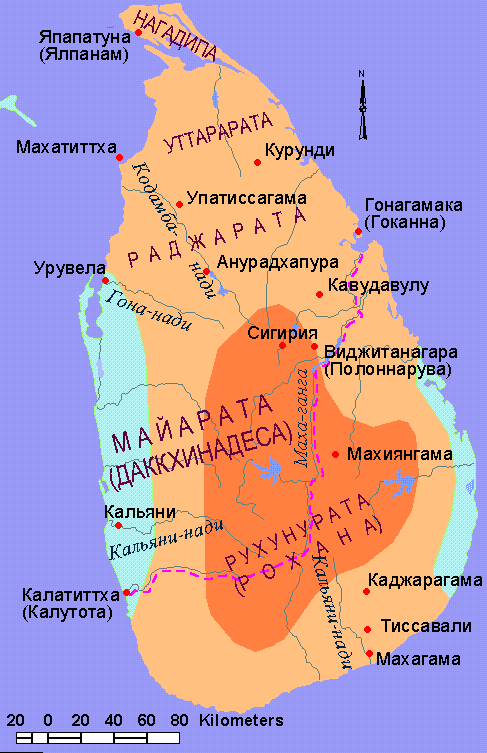 НАГАДИПА
Япапатуна
(Ялпанам)
N
УТТАРАРАТА
Махатиттха
Курунди
Кодамба-
нади
Упатиссагама
Гонагамака
(Гоканна)
РАДЖАРАТА
Урувела
Анурадхапура
Гона-нади
Кавудавулу
Сигирия
Виджитанагара
(Полоннарува)
Маха-ганга
МАЙАРАТА
(ДАККХИНАДЕСА)
Махиянгама
Кальяни
Кальяни-нади
РУХУНУРАТА
(РОХАНА)
Кальяни-нади
Калатиттха
(Калутота)
Каджарагама
Тиссавали
Махагама
20 0 20 40 60 80 Kilometers